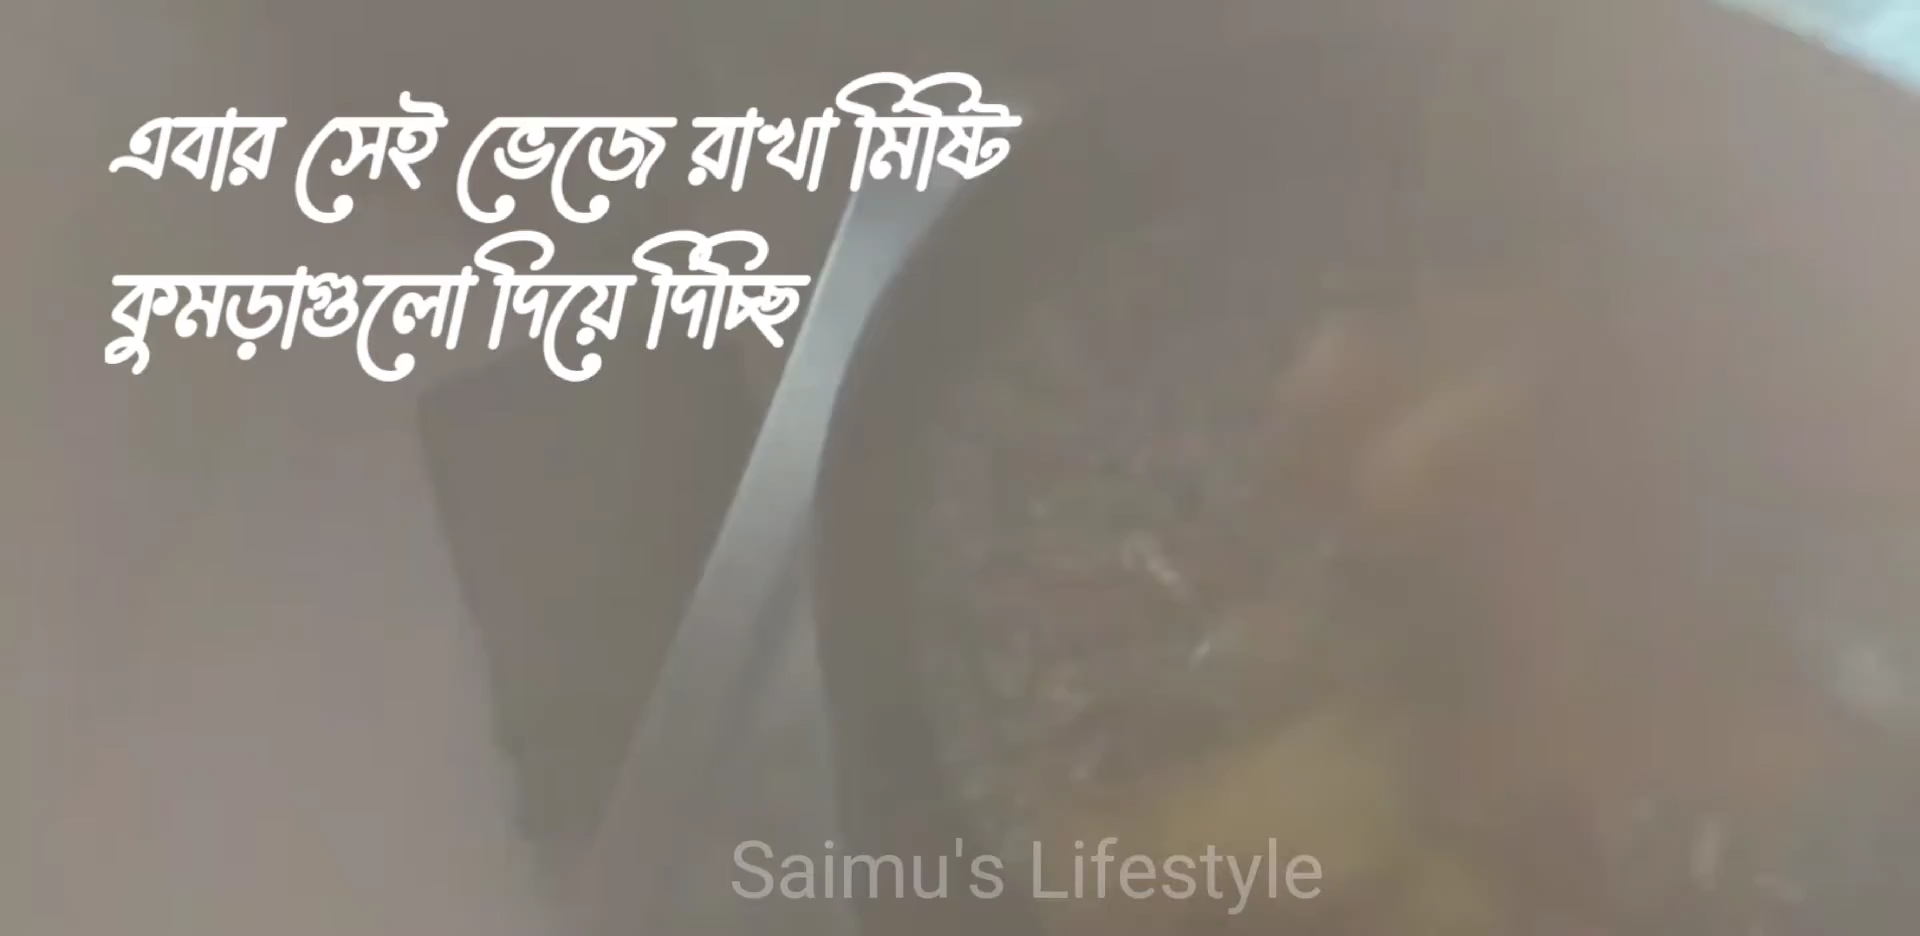 এবার সেই ভেজে রাখা মিষ্টি
কুমড়াগুলো দিয়ে দিচ্ছি
Saimu's Lifestyle